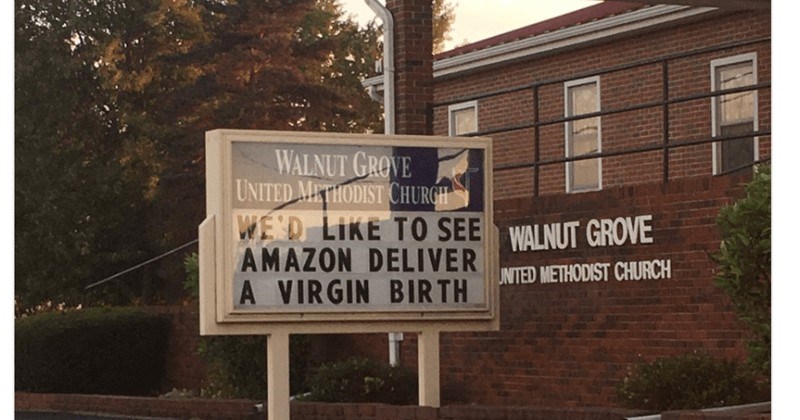 WALNUT GROVE
UNITED METHODIST CHURCH
WE'D LIKE TO SEE
AMAZON DELIVER
A VIRGIN BIRTH
WALNUT GROVE
UNITED METHODIST CHURCH